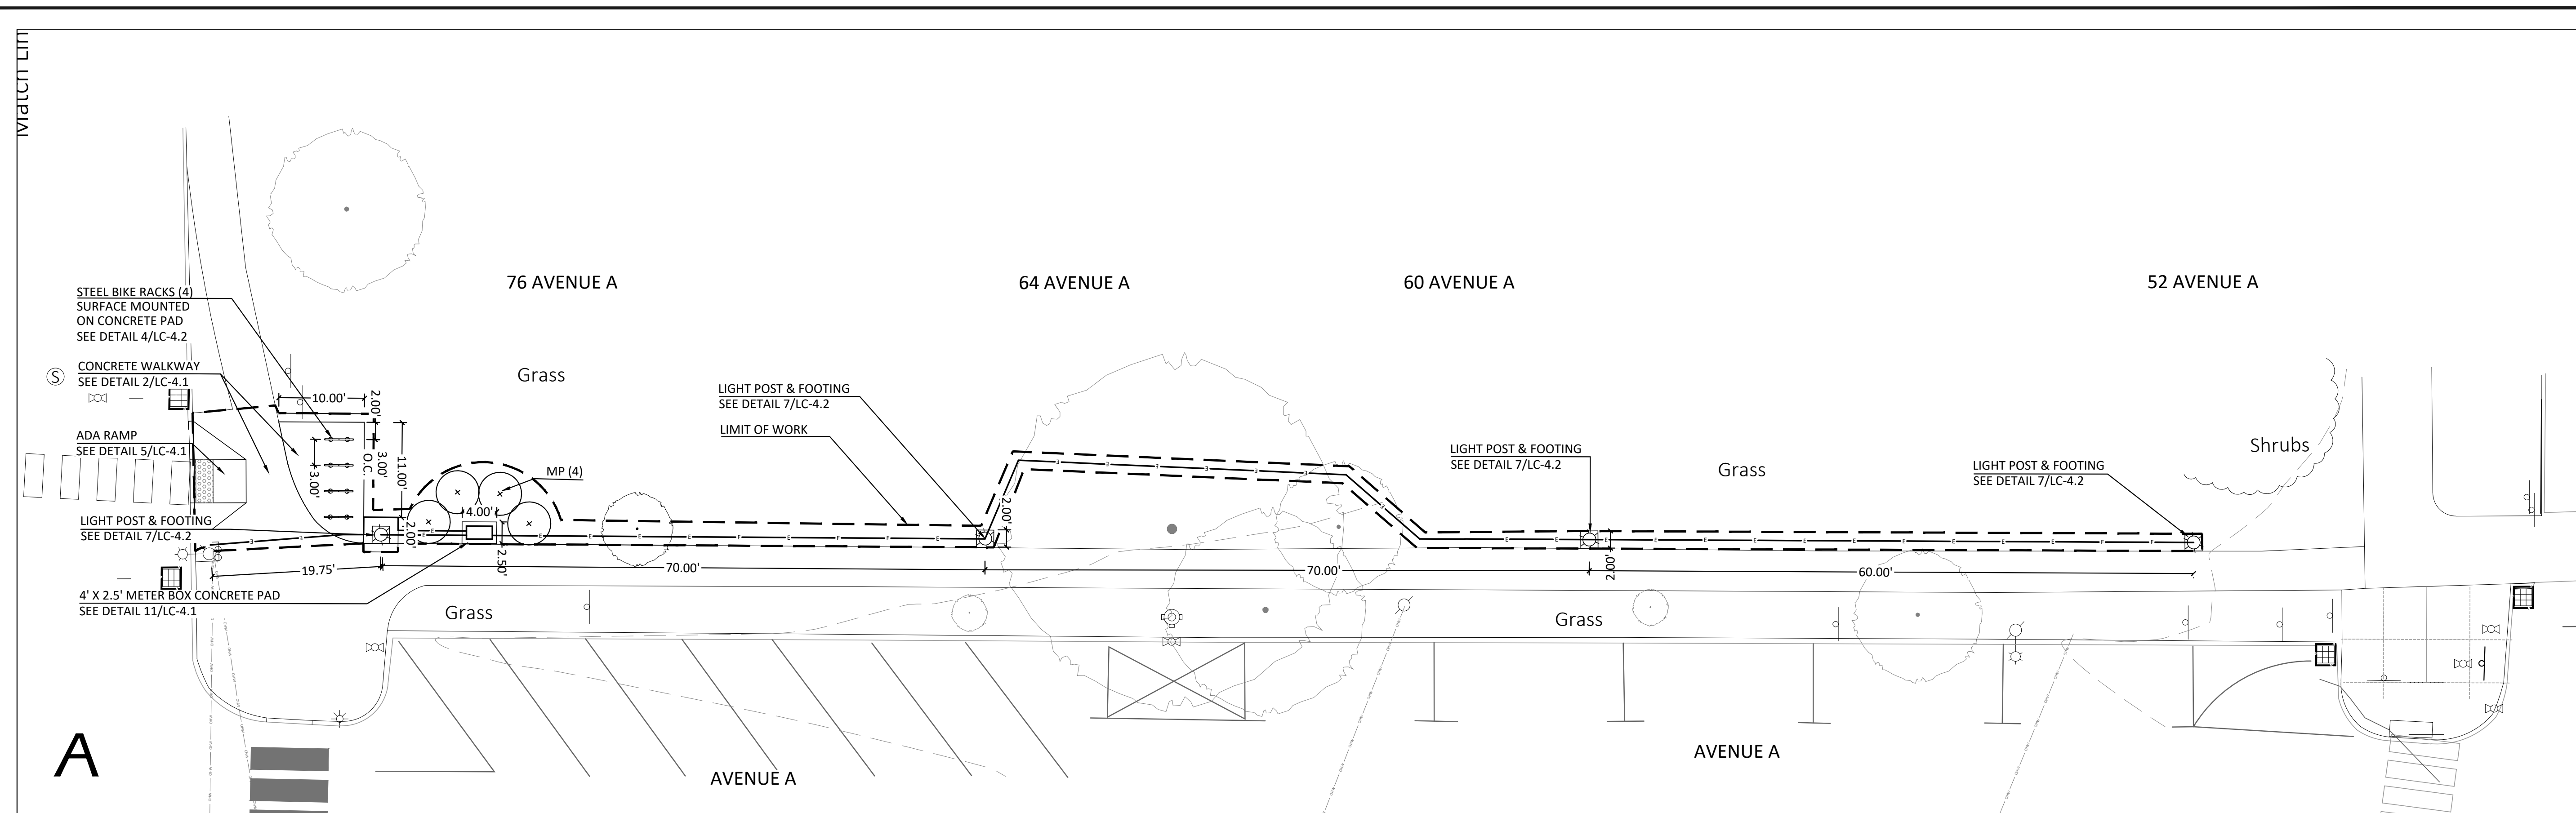 76 AVENUE A
64 AVENUE A
60 AVENUE A
52 AVENUE A
STEEL BIKE RACKS (4)
SURFACE MOUNTED
ON CONCRETE PAD
SEE DETAIL 4/LC-4.2
CONCRETE WALKWAY
SEE DETAIL 2/LC-4.1
S
ADA RAMP
SEE DETAIL 5/LC-4.1
LIGHT POST & FOOTING
SEE DETAIL 7/LC-4.2
4' X 2.5' METER BOX CONCRETE PAD
SEE DETAIL 11/LC-4.1
10.00'
2.00'
3.00'
O.C.
11.00'
3.00'
2.00'
4.00'
2.50'
MP (4)
19.75'
70.00'
Grass
LIGHT POST & FOOTING
SEE DETAIL 7/LC-4.2
LIMIT OF WORK
2.00'
70.00'
LIGHT POST & FOOTING
SEE DETAIL 7/LC-4.2
2.00'
Grass
60.00'
LIGHT POST & FOOTING
SEE DETAIL 7/LC-4.2
Shrubs
Grass
Grass
A
AVENUE A
AVENUE A